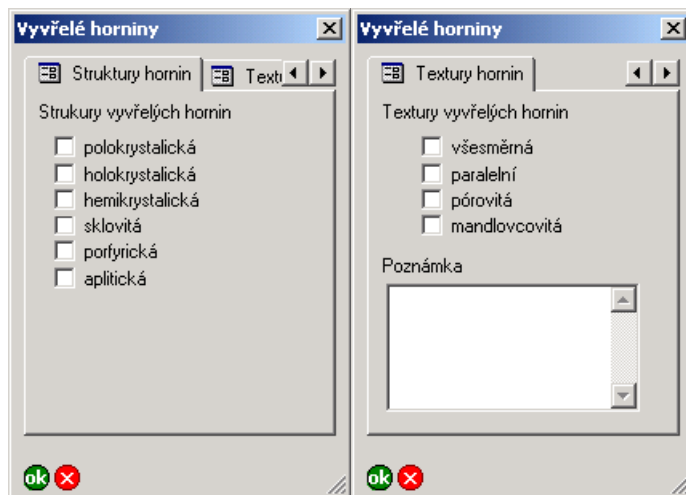 Vyvřelé horniny
Struktury hornin
Strukury vyvřelých hornin
polokrystalická
holokrystalická
hemikrystalická
sklovitá
porfyrická
aplitická
ok
Vyvřelé horniny
Textury hornin
Textury vyvřelých hornin
všesměrná
paralelní
pórovitá
mandlovcovitá
Poznámka
ok